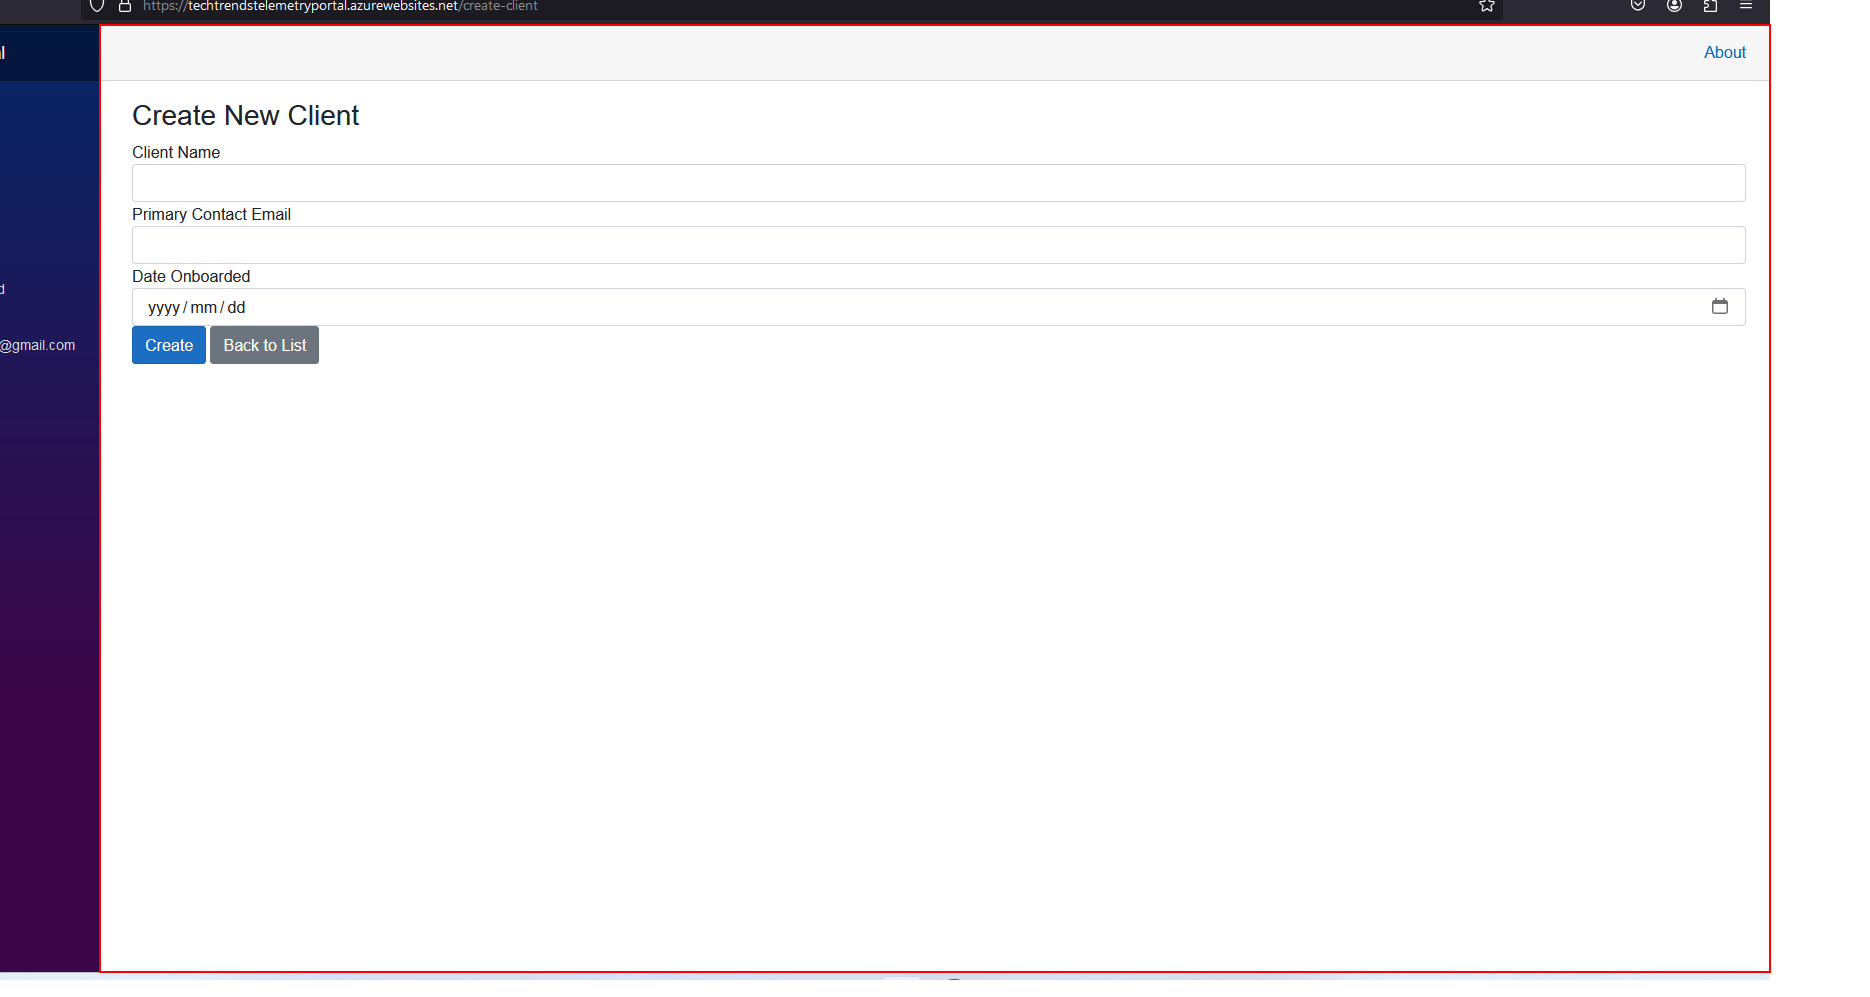 https://techtrendstelemetryportal.azurewebsites.net/create-client
About
Create New Client
Client Name
Primary Contact Email
Date Onboarded
yyyy/mm/dd
Create Back to List
@gmail.com